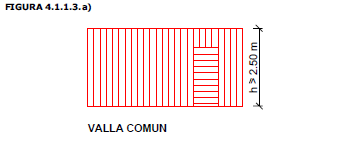 FIGURA 4.1.1.3.a)
h ≥ 2.50 m
VALLA COMUN